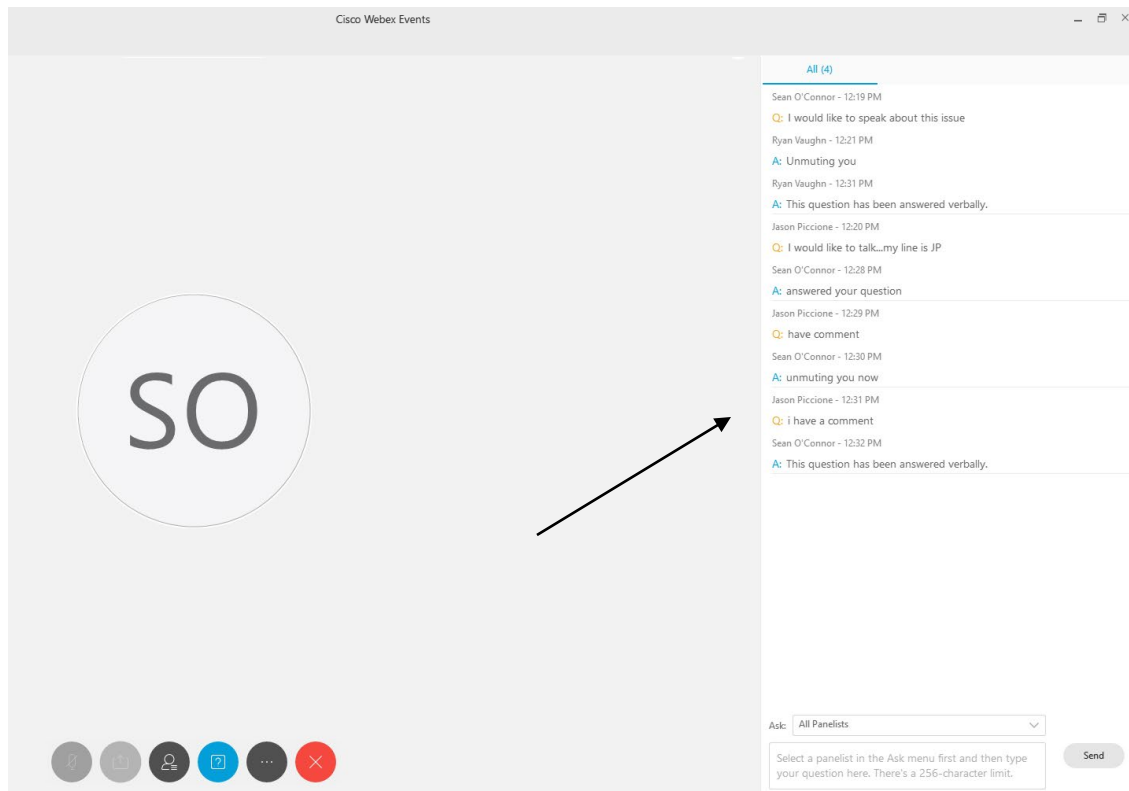 Cisco Webex Events
All (4)
Sean O'Connor - 12:19 PM
Q: I would like to speak about this issue
Ryan Vaughn - 12:21 PM
A: Unmuting you
Ryan Vaughn - 12:31 PM
A: This question has been answered verbally.
Jason Piccione - 12:20 PM
Q: I would like to talk...my line is JP
Sean O'Connor - 12:28 PM
A: answered your question
Jason Piccione - 12:29 PM
Q: have comment
Sean O'Connor - 12:30 PM
A: unmuting you now
Jason Piccione - 12:31 PM
Q: i have a comment
Sean O'Connor - 12:32 PM
A: This question has been answered verbally.
SO
Ask: All Panelists
Select a panelist in the Ask menu first and then type
your question here. There's a 256-character limit.
Send